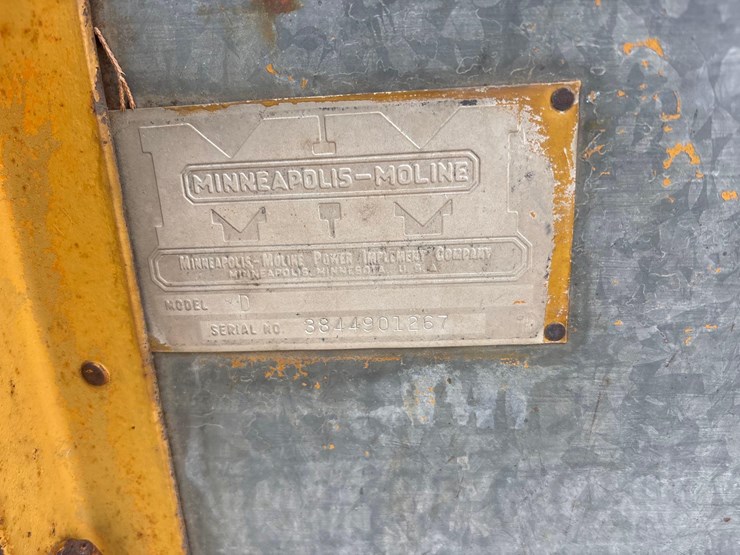 MINNEAPOLIS-MOLINE
MINNEAPOLIS-MOLINE POWER IMPLEMENT COMPANY
MINNEAPOLIS, MINNESOTA, U.S.A.
MODEL D
SERIAL NO. 3844901267